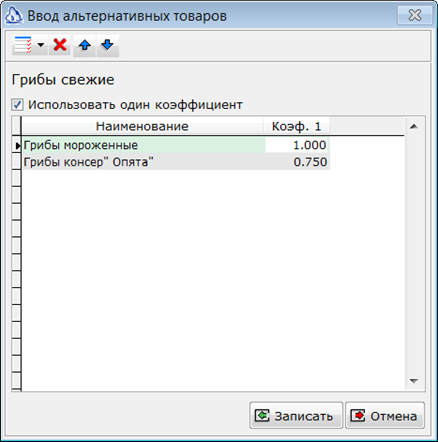 Ввод альтернативных товаров
Грибы свежие
Использовать один коэффициент
Наименование Коэф. 1
Грибы мороженные 1.000
Грибы консер" Опята" 0.750
Записать Отмена